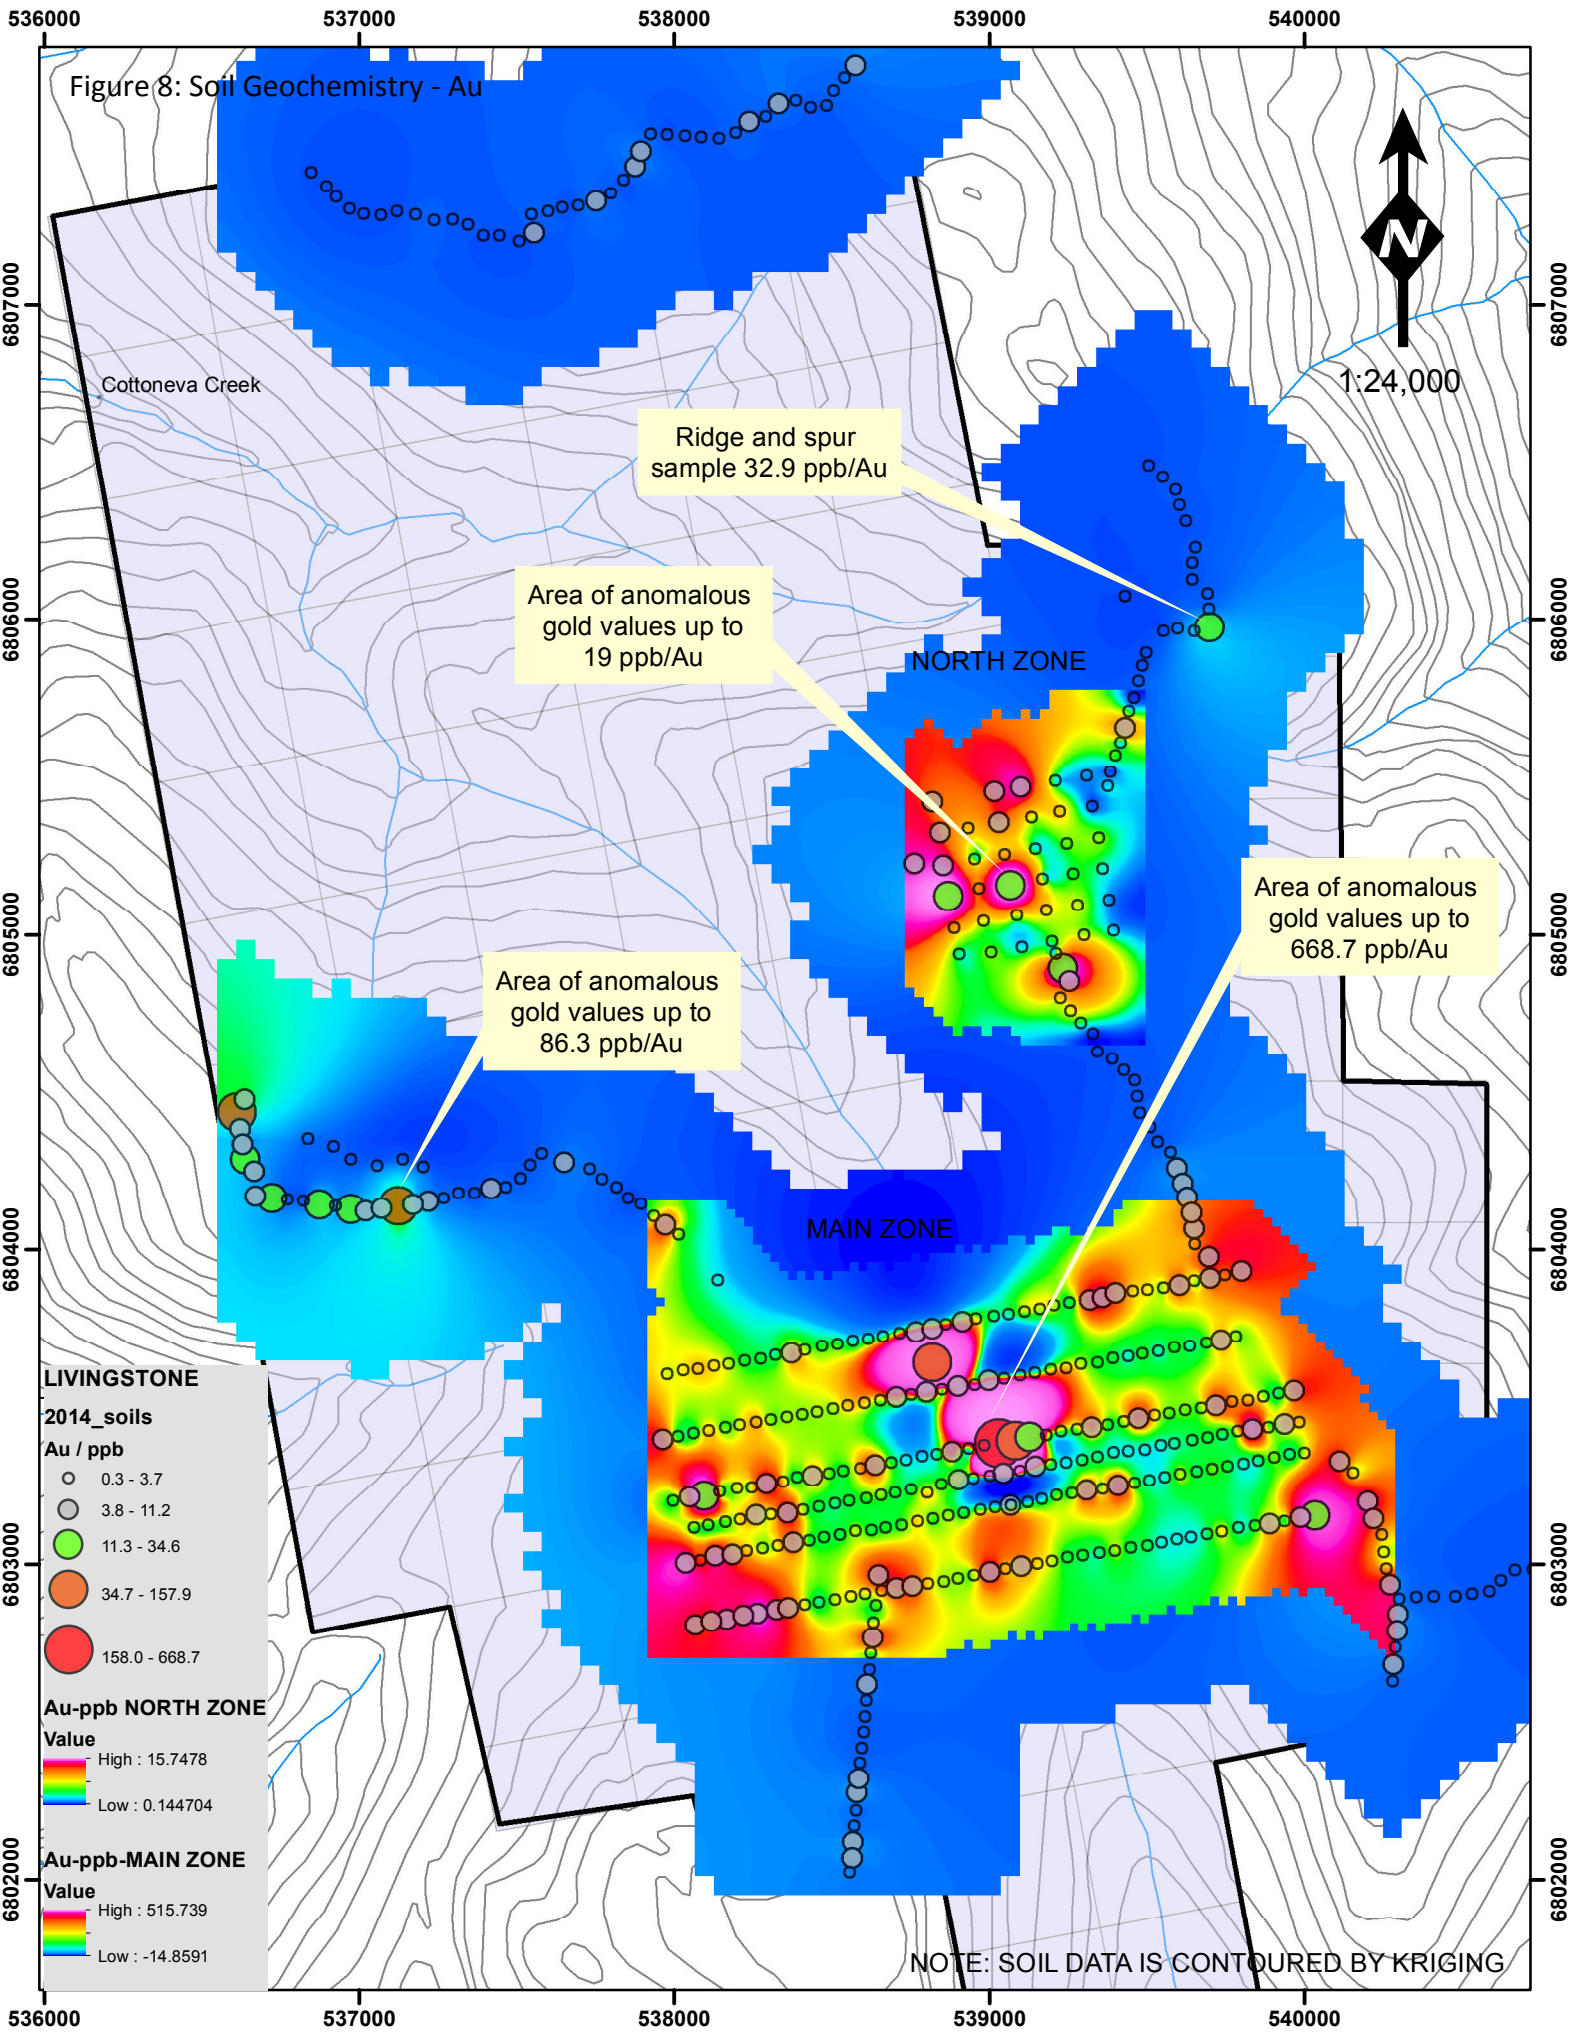 536000
537000
538000
539000
540000
Figure 8: Soil Geochemistry - Au
N
1:24,000
6807000
6807000
Cottoneva Creek
Ridge and spur
sample 32.9 ppb/Au
Area of anomalous
gold values up to
19 ppb/Au
6806000
6806000
NORTH ZONE
Area of anomalous
gold values up to
668.7 ppb/Au
6805000
6805000
Area of anomalous
gold values up to
86.3 ppb/Au
MAIN ZONE
6804000
6804000
LIVINGSTONE
2014_soils
Au / ppb
0.3 - 3.7
3.8 - 11.2
11.3 - 34.6
34.7 - 157.9
158.0 - 668.7
6803000
6803000
Au-ppb NORTH ZONE
Value
High : 15.7478
Low : 0.144704
Au-ppb-MAIN ZONE
Value
High : 515.739
Low : -14.8591
6802000
6802000
NOTE: SOIL DATA IS CONTOURED BY KRIGING
536000
537000
538000
539000
540000